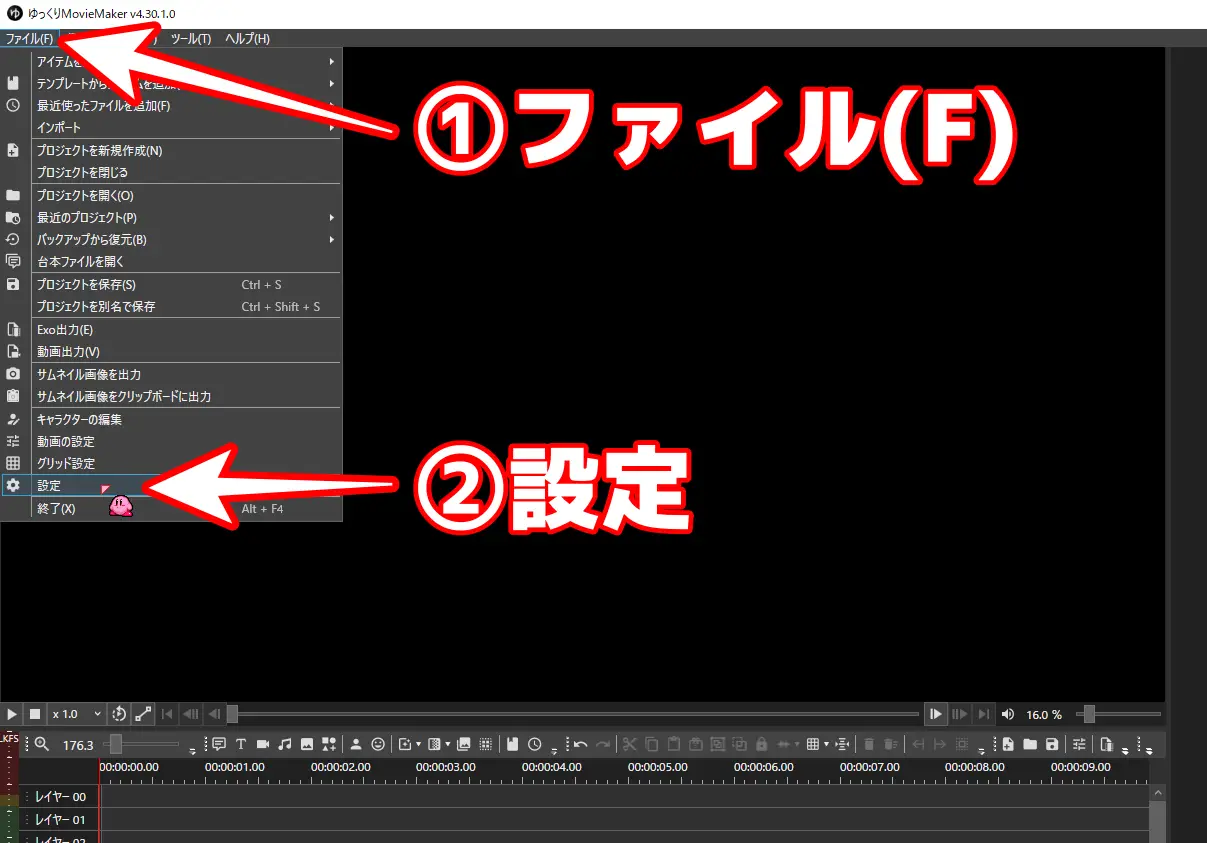 ゆっくりMovieMaker v4.30.1.0
ファイル(F)
ツール(T) ヘルプ(H)
アイテムを
テンプレートから
最近使ったファイルを追加(F)
インポート
プロジェクトを新規作成(N)
プロジェクトを閉じる
プロジェクトを開く(O)
最近のプロジェクト(P)
バックアップから復元(B)
台本ファイルを開く
プロジェクトを保存(S) Ctrl + S
プロジェクトを別名で保存 Ctrl + Shift + S
Exo出力(E)
動画出力(V)
サムネイル画像を出力
サムネイル画像をクリップボードに出力
キャラクターの編集
動画の設定
グリッド設定
設定
終了(X) Alt + F4
①ファイル(F)
②設定
x 1.0
16.0 %
LKFS
176.3
00:00:00.00 00:00:01.00 00:00:02.00 00:00:03.00 00:00:04.00 00:00:05.00 00:00:06.00 00:00:07.00 00:00:08.00 00:00:09.00
レイヤー 00
レイヤー 01
レイヤー 02